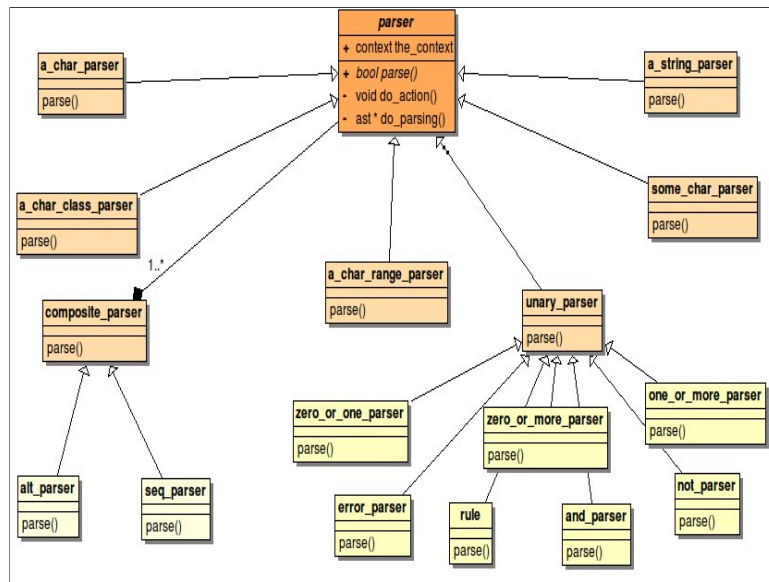 parser
+ context the_context
+ bool parse()
- void do_action()
- ast * do_parsing()
a_char_parser
parse()
a_string_parser
parse()
a_char_class_parser
parse()
some_char_parser
parse()
1..*
a_char_range_parser
parse()
composite_parser
parse()
unary_parser
parse()
zero_or_one_parser
parse()
zero_or_more_parser
parse()
one_or_more_parser
parse()
alt_parser
parse()
seq_parser
parse()
error_parser
parse()
rule
parse()
and_parser
parse()
not_parser
parse()